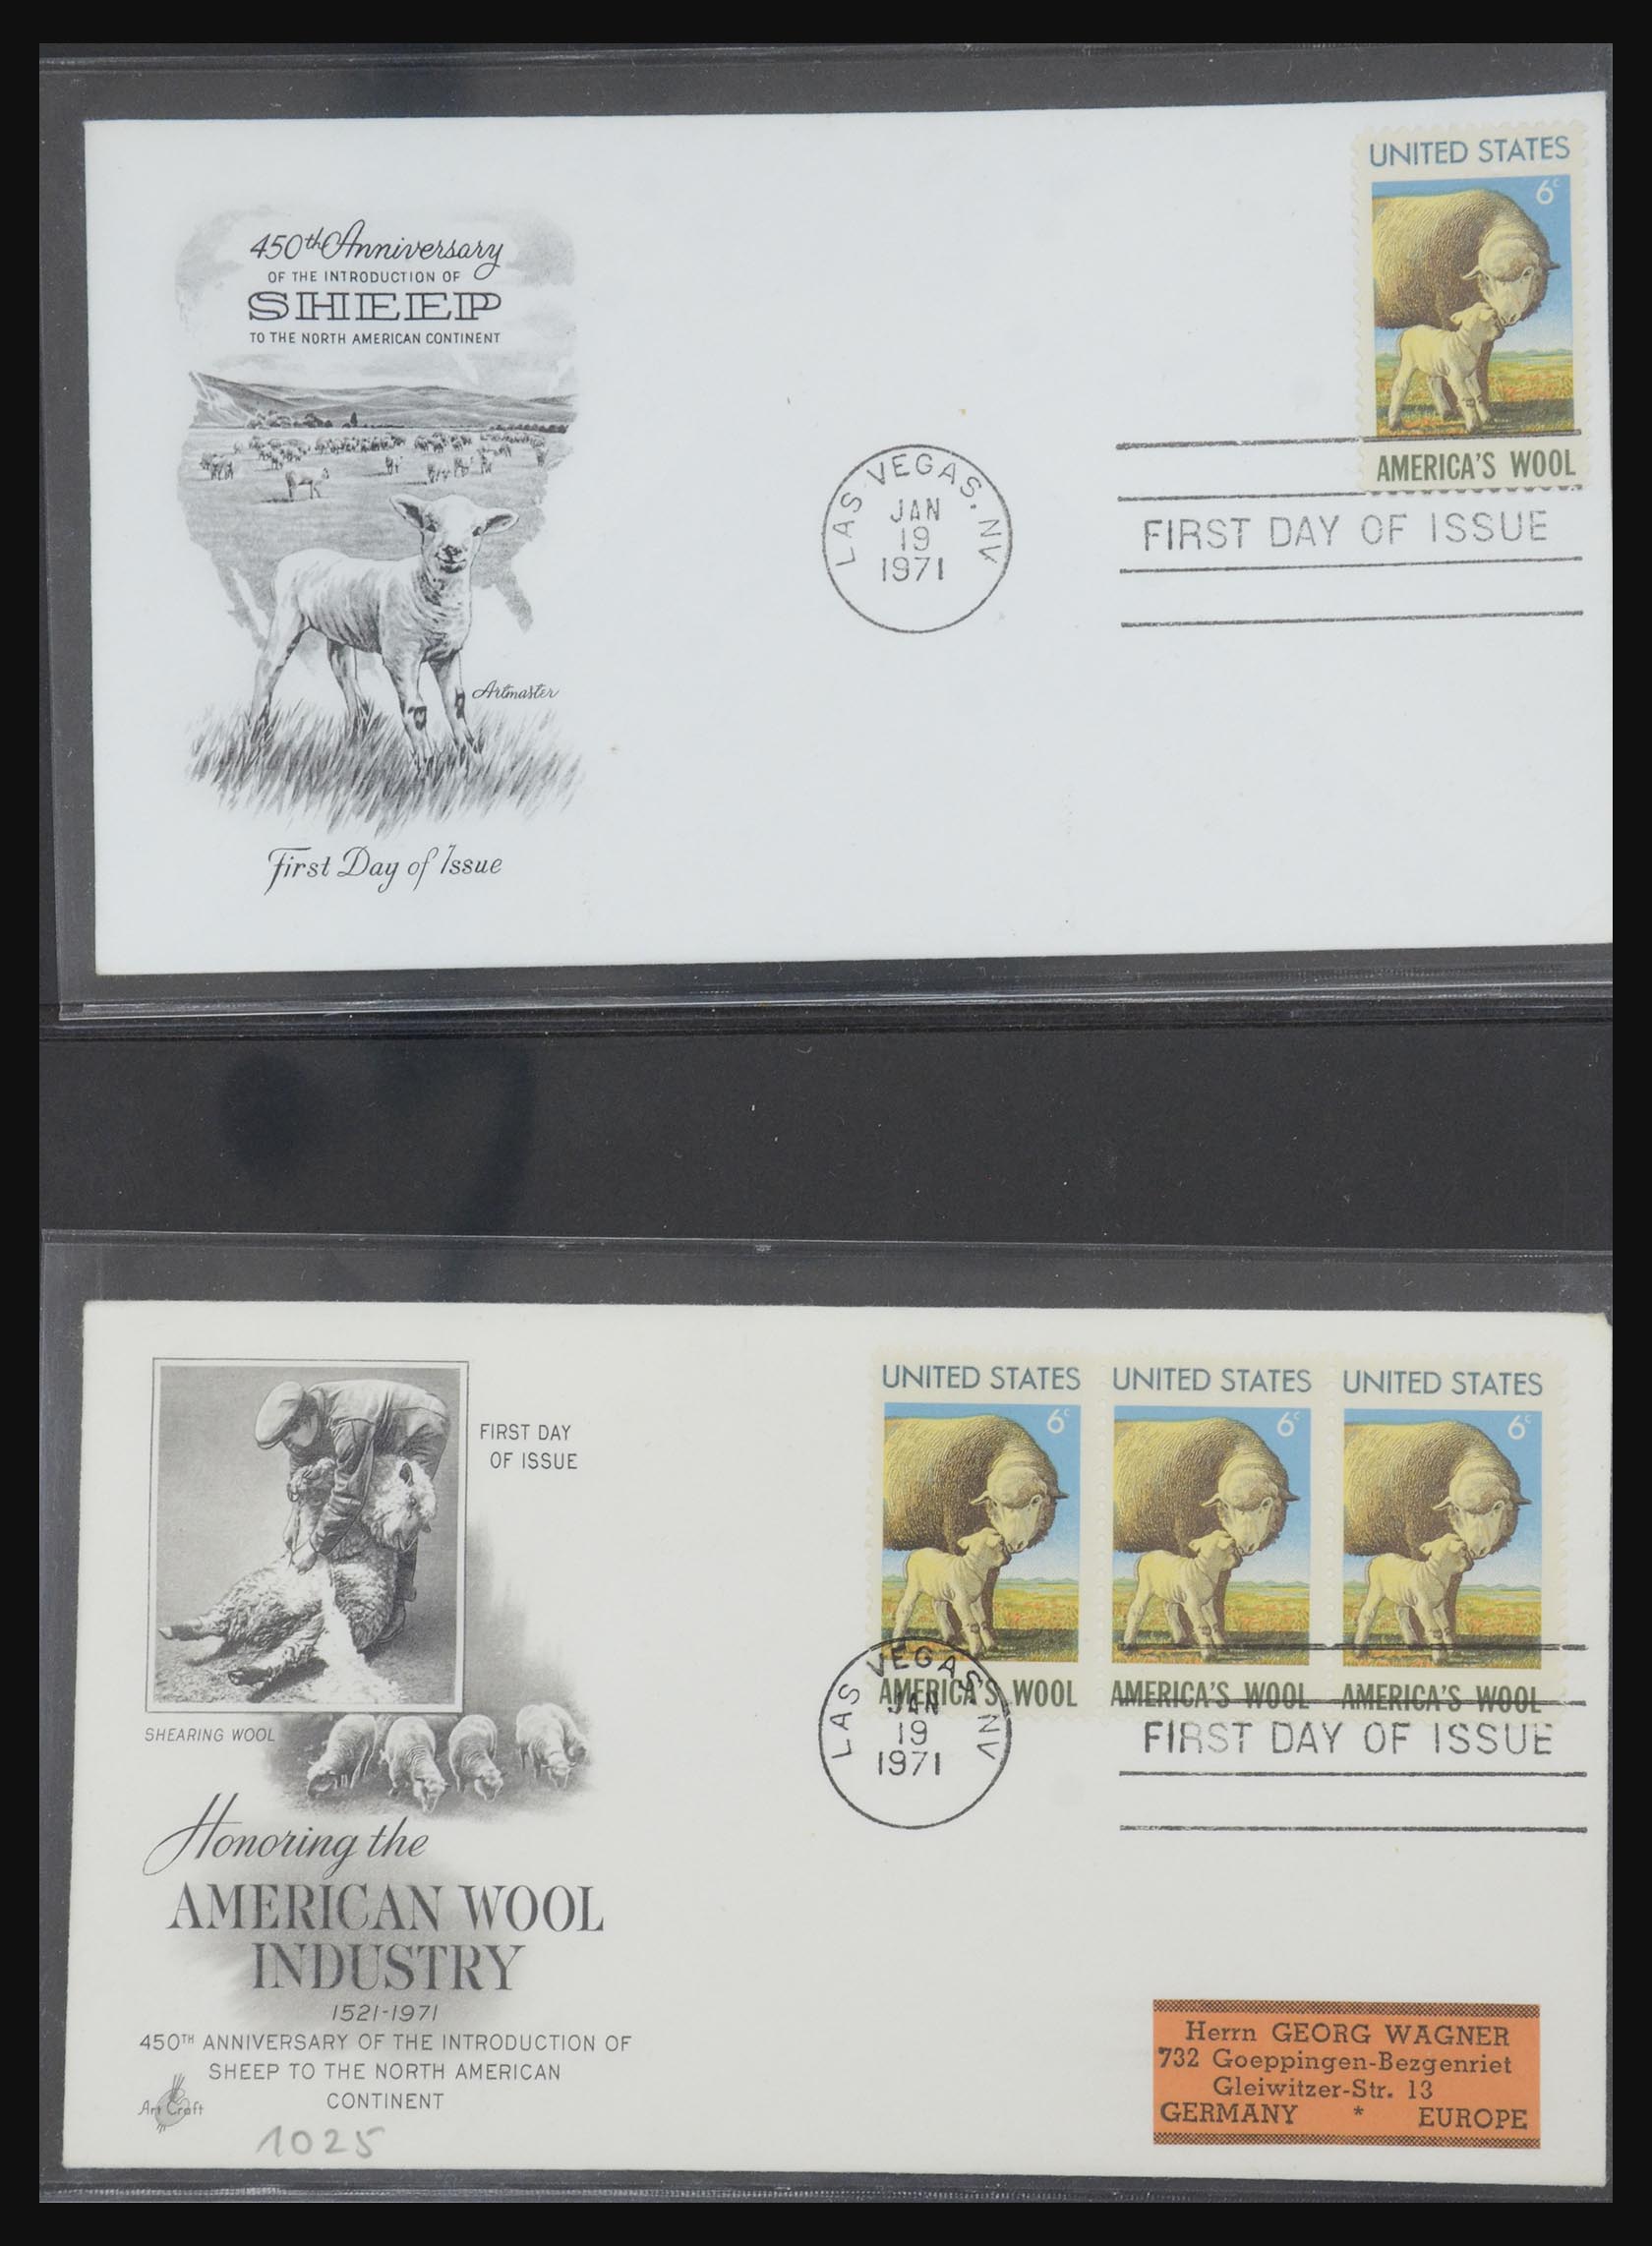 UNITED STATES
6c
AMERICA'S WOOL
450th Anniversary
OF THE INTRODUCTION OF
SHEEP
TO THE NORTH AMERICAN CONTINENT
Artmaster
First Day of Issue
LAS VEGAS, NV
JAN
19
1971
FIRST DAY OF ISSUE
UNITED STATES UNITED STATES UNITED STATES
6c 6c 6c
AMERICA'S WOOL AMERICA'S WOOL AMERICA'S WOOL
FIRST DAY
OF ISSUE
SHEARING WOOL
Honoring the
AMERICAN WOOL
INDUSTRY
1521-1971
450TH ANNIVERSARY OF THE INTRODUCTION OF
SHEEP TO THE NORTH AMERICAN
CONTINENT
Art Craft
1025
LAS VEGAS, NV
JAN
19
1971
FIRST DAY OF ISSUE
Herrn GEORG WAGNER
732 Goeppingen-Bezgenriet
Gleiwitzer-Str. 13
GERMANY * EUROPE